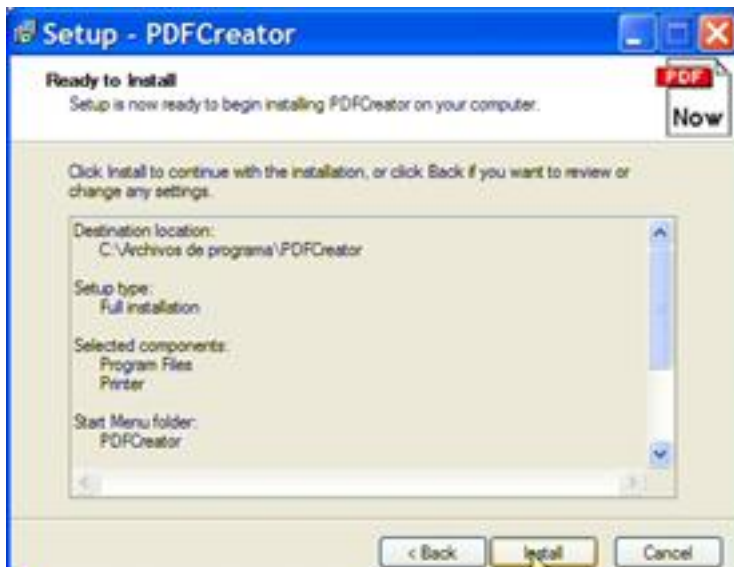 Setup - PDFCreator
Ready to Install
Setup is now ready to begin installing PDFCreator on your computer.
PDF
Now
Click Install to continue with the installation, or click Back if you want to review or
change any settings.
Destination location:
C:\Archivos de programa\PDFCreator
Setup type:
Full installation
Selected components:
Program Files
Printer
Start Menu folder:
PDFCreator
< Back
Install
Cancel